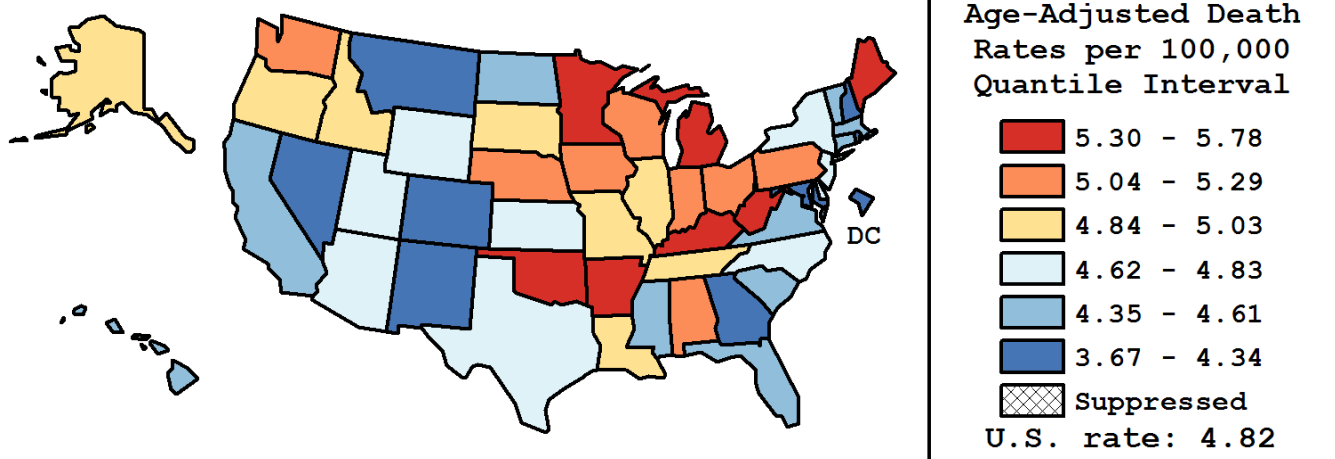 Age-Adjusted Death
Rates per 100,000
Quantile Interval
5.30 - 5.78
5.04 - 5.29
4.84 - 5.03
4.62 - 4.83
4.35 - 4.61
3.67 - 4.34
Suppressed
U.S. rate: 4.82
DC